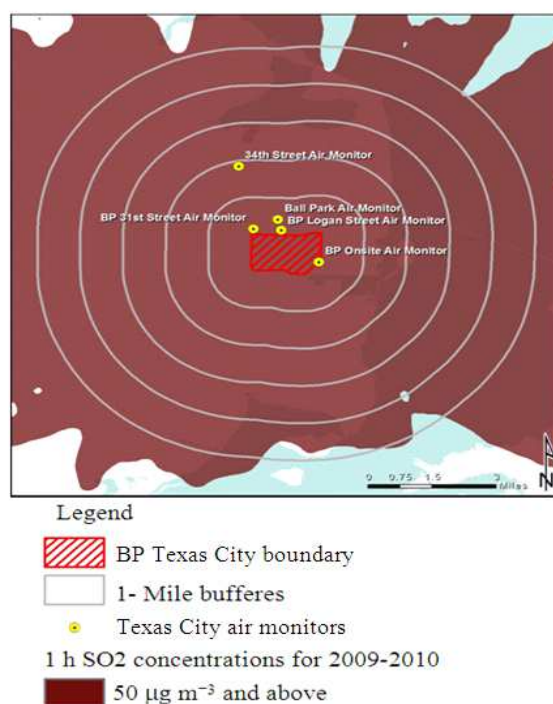 34th Street Air Monitor
Ball Park Air Monitor
BP 31st Street Air Monitor
BP Logan Street Air Monitor
BP Onsite Air Monitor
0 0.75 1.5 3
Miles
N
Legend
BP Texas City boundary
1- Mile bufferes
Texas City air monitors
1 h SO2 concentrations for 2009-2010
50 µg m⁻³ and above